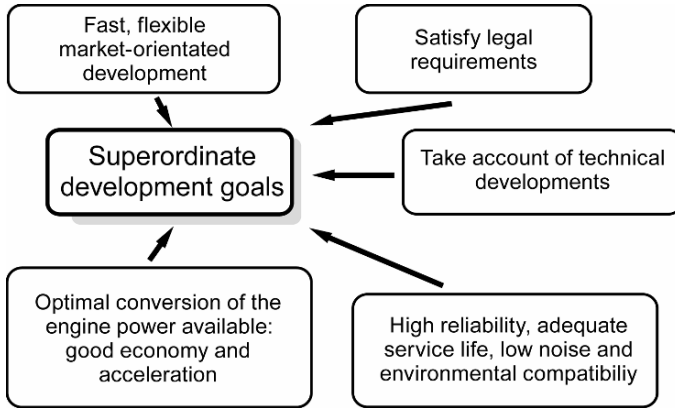 Fast, flexible
market-orientated
development
Satisfy legal
requirements
Superordinate
development goals
Take account of technical
developments
Optimal conversion of the
engine power available:
good economy and
acceleration
High reliability, adequate
service life, low noise and
environmental compatibiliy